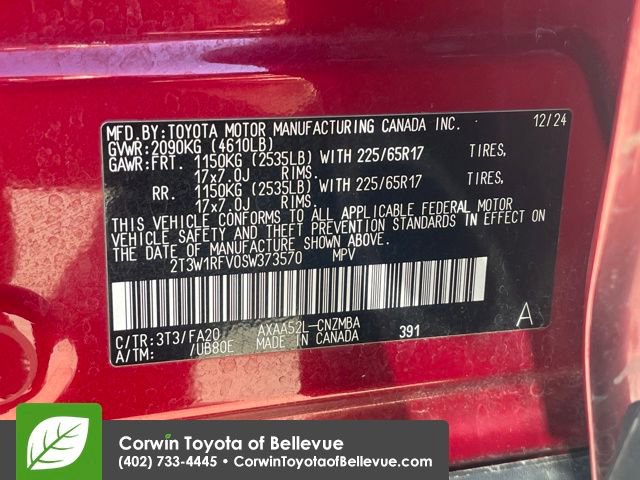 MFD.BY:TOYOTA MOTOR MANUFACTURING CANADA INC. 12/24
GVWR:2090KG (4610LB)
GAWR:FRT. 1150KG (2535LB) WITH 225/65R17 TIRES,
17x7.0J RIMS.
RR. 1150KG (2535LB) WITH 225/65R17 TIRES,
17x7.0J RIMS.
THIS VEHICLE CONFORMS TO ALL APPLICABLE FEDERAL MOTOR
VEHICLE SAFETY AND THEFT PREVENTION STANDARDS IN EFFECT ON
THE DATE OF MANUFACTURE SHOWN ABOVE.
2T3W1RFV0SW373570 MPV
C/TR:3T3/FA20 AXAA52L-CNZMBA 391 A
A/TM: /UB80E MADE IN CANADA
Corwin Toyota of Bellevue
(402) 733-4445 • CorwinToyotaofBellevue.com